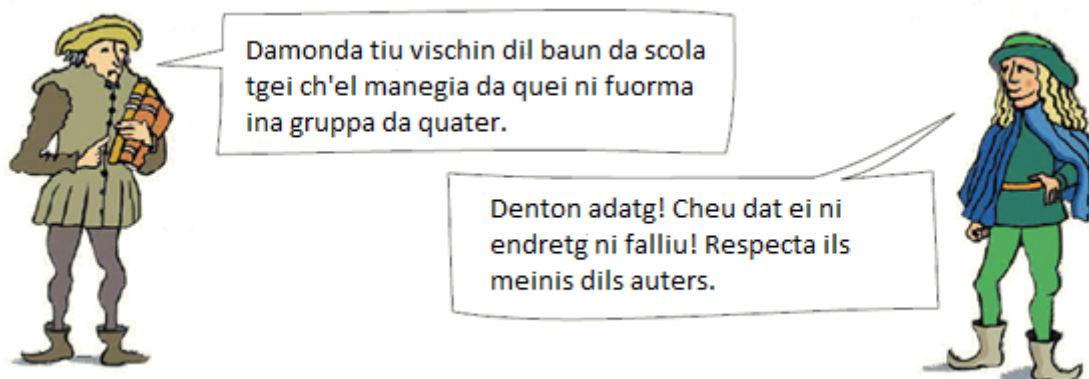 Damonda tiu vischin dil baun da scola
tgei ch'el manegia da quei ni fuorma
ina gruppa da quater.
Denton adatg! Cheu dat ei ni
endretg ni falliu! Respecta ils
meinis dils auters.